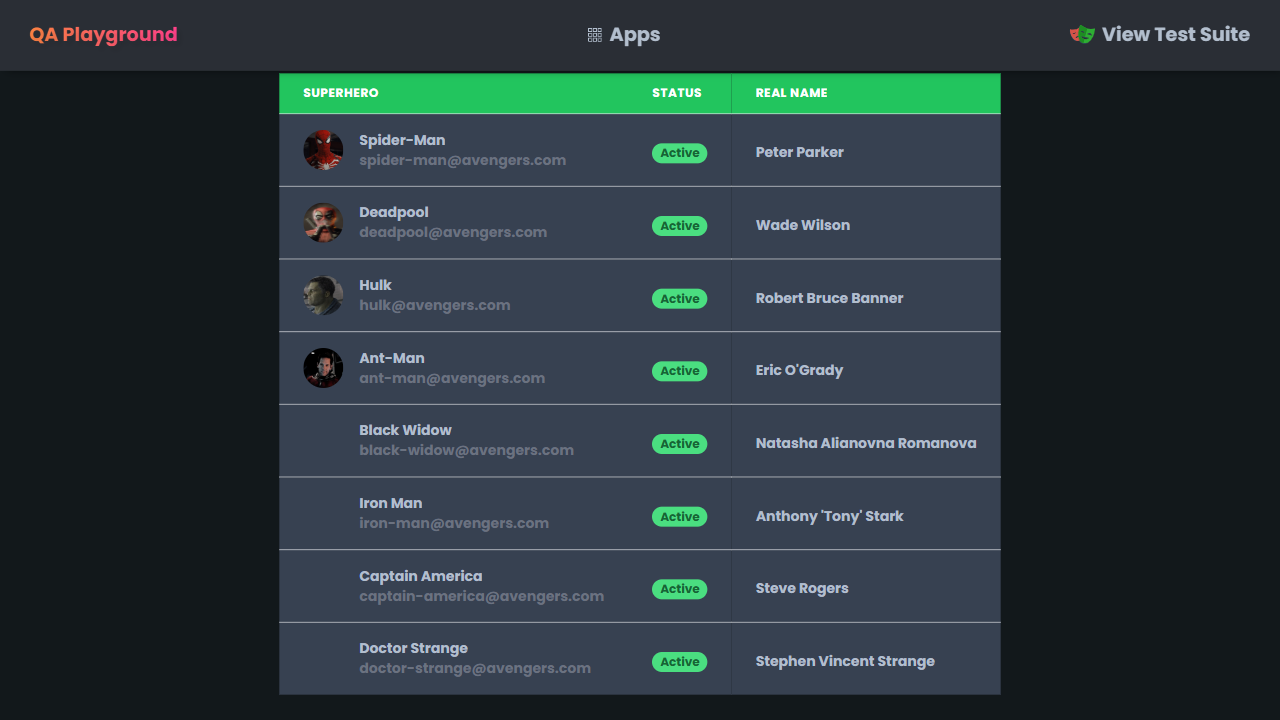 QA Playground
Apps
View Test Suite
SUPERHERO STATUS REAL NAME
Spider-Man
spider-man@avengers.com
Active
Peter Parker
Deadpool
deadpool@avengers.com
Active
Wade Wilson
Hulk
hulk@avengers.com
Active
Robert Bruce Banner
Ant-Man
ant-man@avengers.com
Active
Eric O'Grady
Black Widow
black-widow@avengers.com
Active
Natasha Alianovna Romanova
Iron Man
iron-man@avengers.com
Active
Anthony 'Tony' Stark
Captain America
captain-america@avengers.com
Active
Steve Rogers
Doctor Strange
doctor-strange@avengers.com
Active
Stephen Vincent Strange